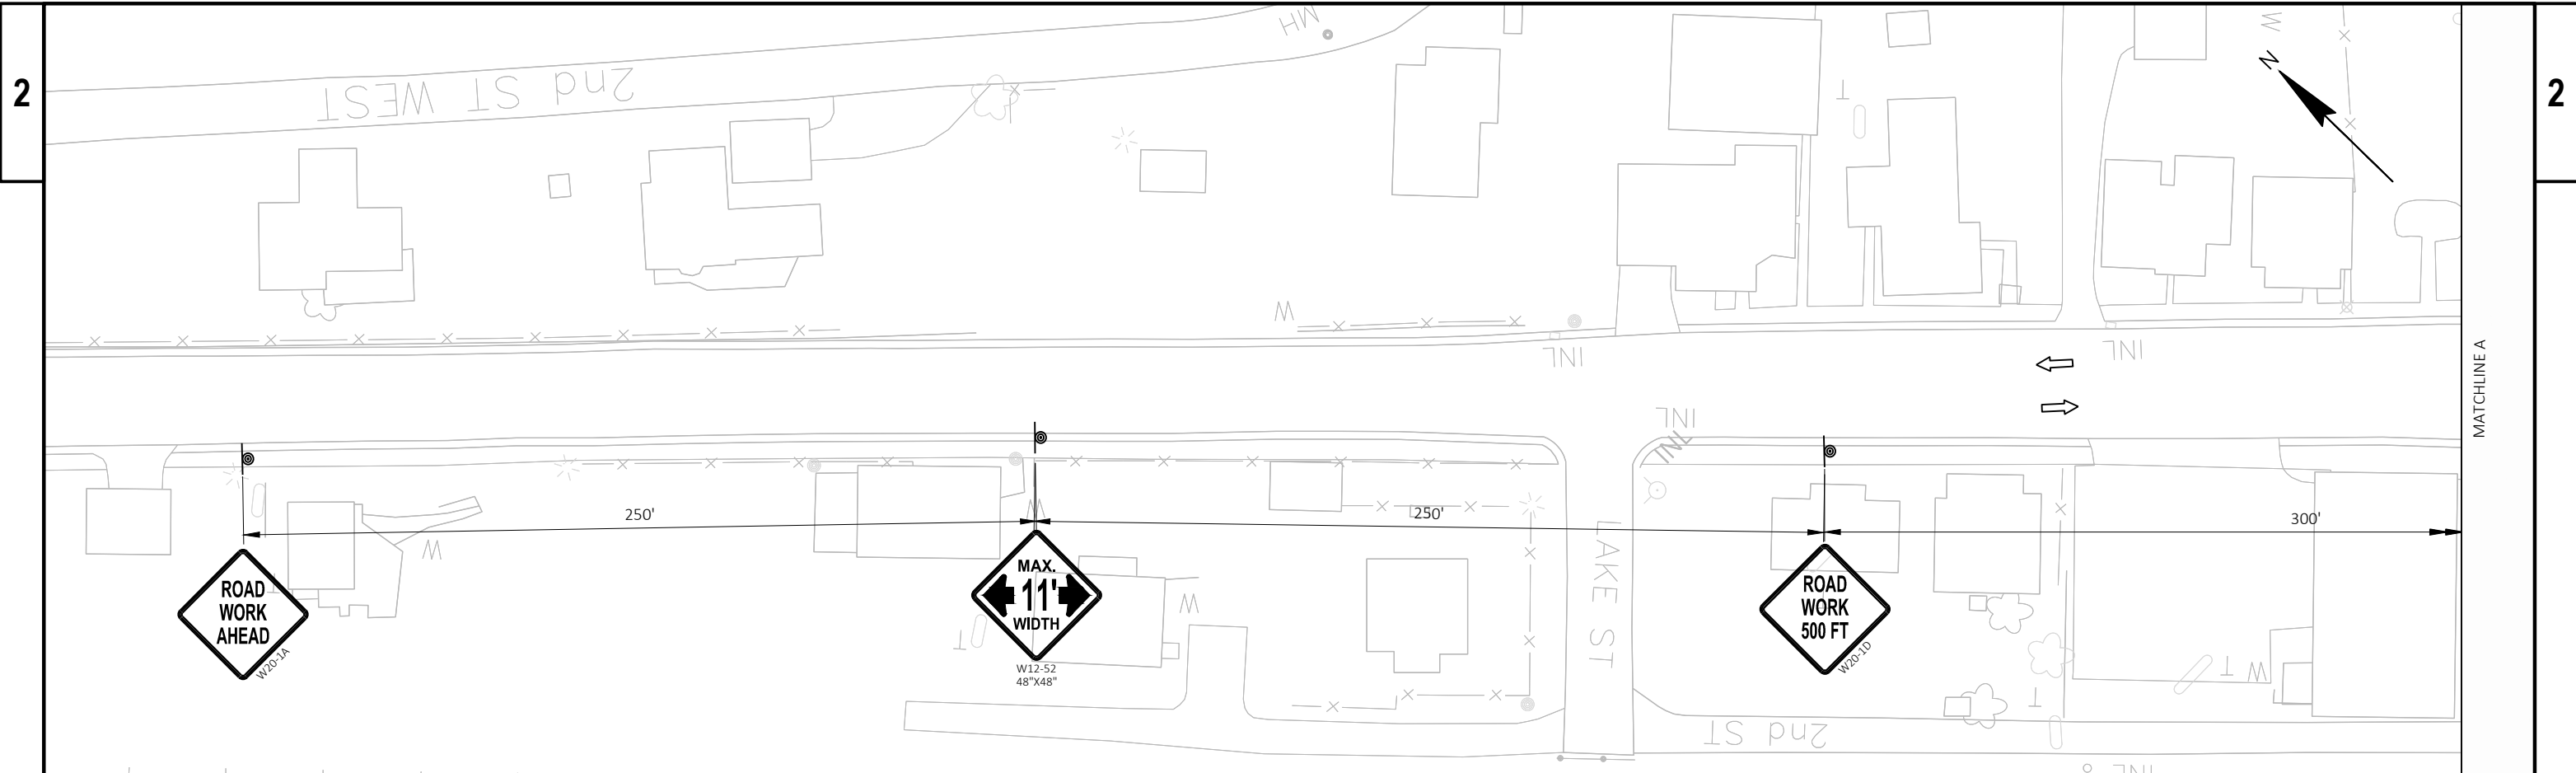 MH
W
2
2nd ST WEST
N
2
T
W
INL
INL
MATCHLINE A
INL
INL
250'
250'
300'
W
W
LAKE ST
ROAD
WORK
AHEAD
W20-1A
T
MAX.
11'
WIDTH
W12-52
48"X48"
W
T
ROAD
WORK
500 FT
W20-1D
T
W
T
2nd ST
INL